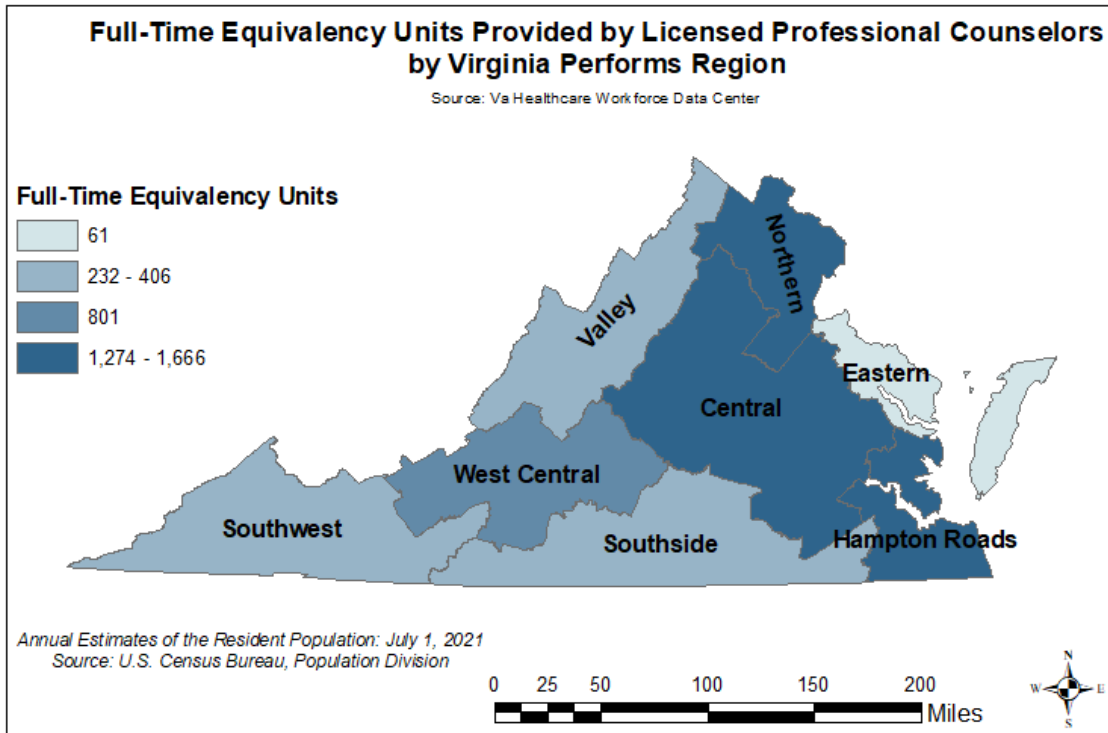 Full-Time Equivalency Units Provided by Licensed Professional Counselors
by Virginia Performs Region
Source: Va Healthcare Workforce Data Center
Full-Time Equivalency Units
61
232 - 406
801
1,274 - 1,666
Northern
Valley
Eastern
Central
West Central
Southwest
Southside
Hampton Roads
Annual Estimates of the Resident Population: July 1, 2021
Source: U.S. Census Bureau, Population Division
0 25 50 100 150 200
Miles
N
W E
S